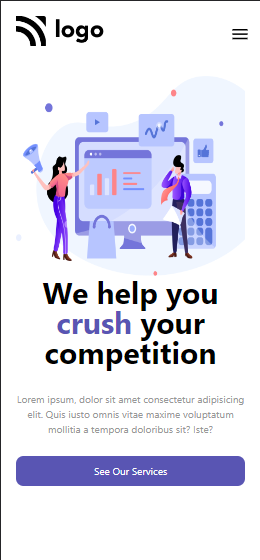 logo
We help you
crush your
competition
Lorem ipsum, dolor sit amet consectetur adipisicing
elit. Quis iusto omnis vitae maxime voluptatum
mollitia a tempora doloribus sit? Iste?
See Our Services